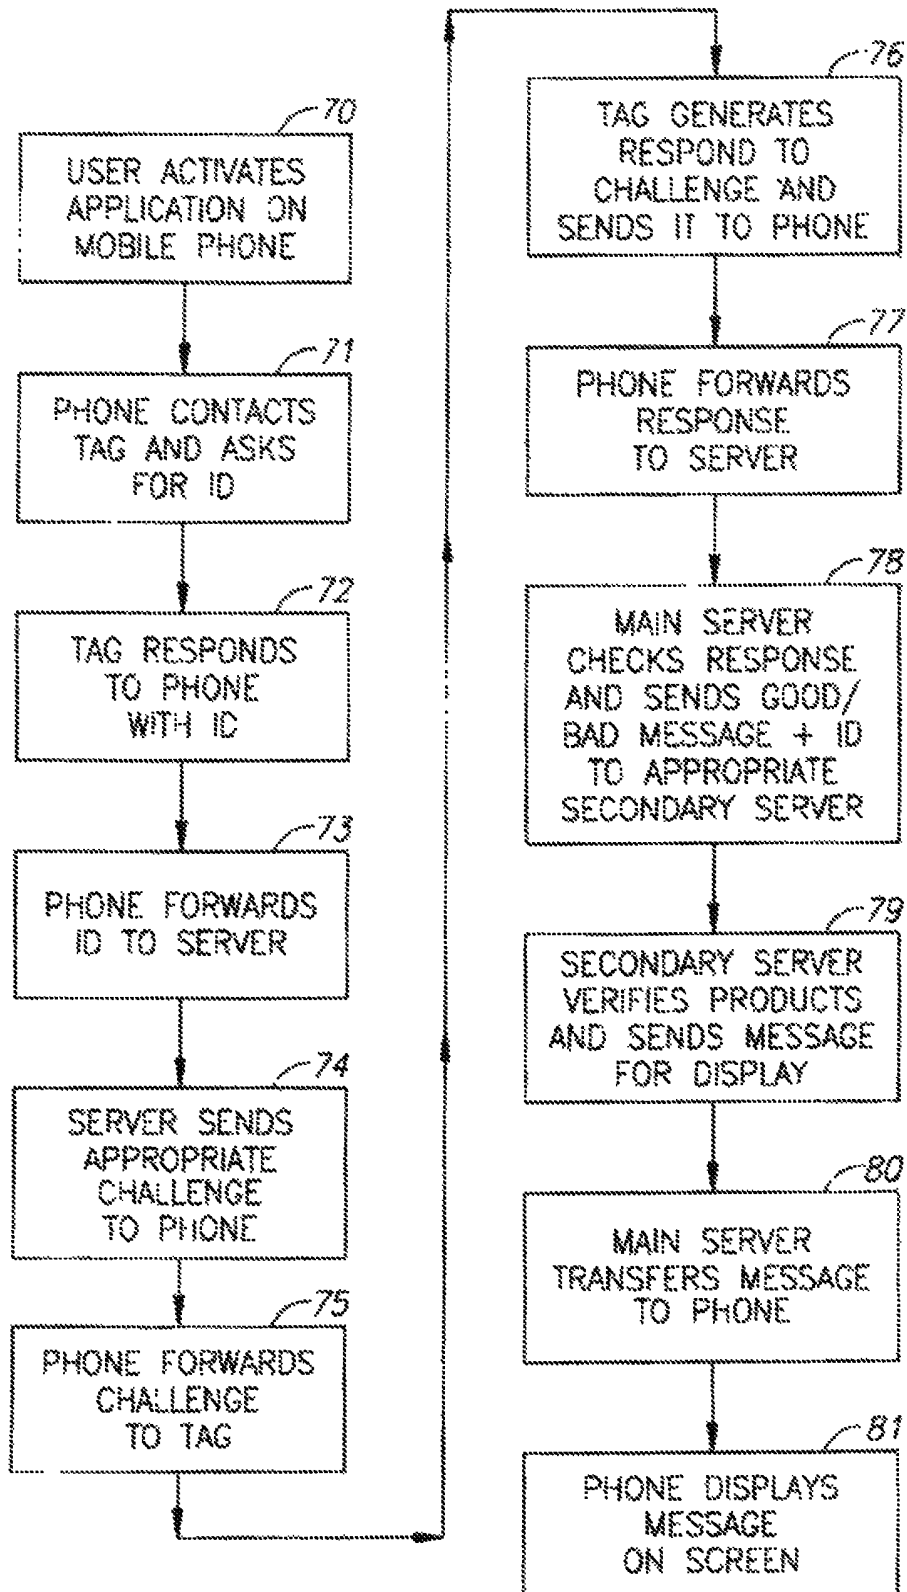 70
USER ACTIVATES
APPLICATION ON
MOBILE PHONE
71
PHONE CONTACTS
TAG AND ASKS
FOR ID
72
TAG RESPONDS
TO PHONE
WITH ID
73
PHONE FORWARDS
ID TO SERVER
74
SERVER SENDS
APPROPRIATE
CHALLENGE
TO PHONE
75
PHONE FORWARDS
CHALLENGE
TO TAG
76
TAG GENERATES
RESPOND TO
CHALLENGE AND
SENDS IT TO PHONE
77
PHONE FORWARDS
RESPONSE
TO SERVER
78
MAIN SERVER
CHECKS RESPONSE
AND SENDS GOOD/
BAD MESSAGE + ID
TO APPROPRIATE
SECONDARY SERVER
79
SECONDARY SERVER
VERIFIES PRODUCTS
AND SENDS MESSAGE
FOR DISPLAY
80
MAIN SERVER
TRANSFERS MESSAGE
TO PHONE
81
PHONE DISPLAYS
MESSAGE
ON SCREEN